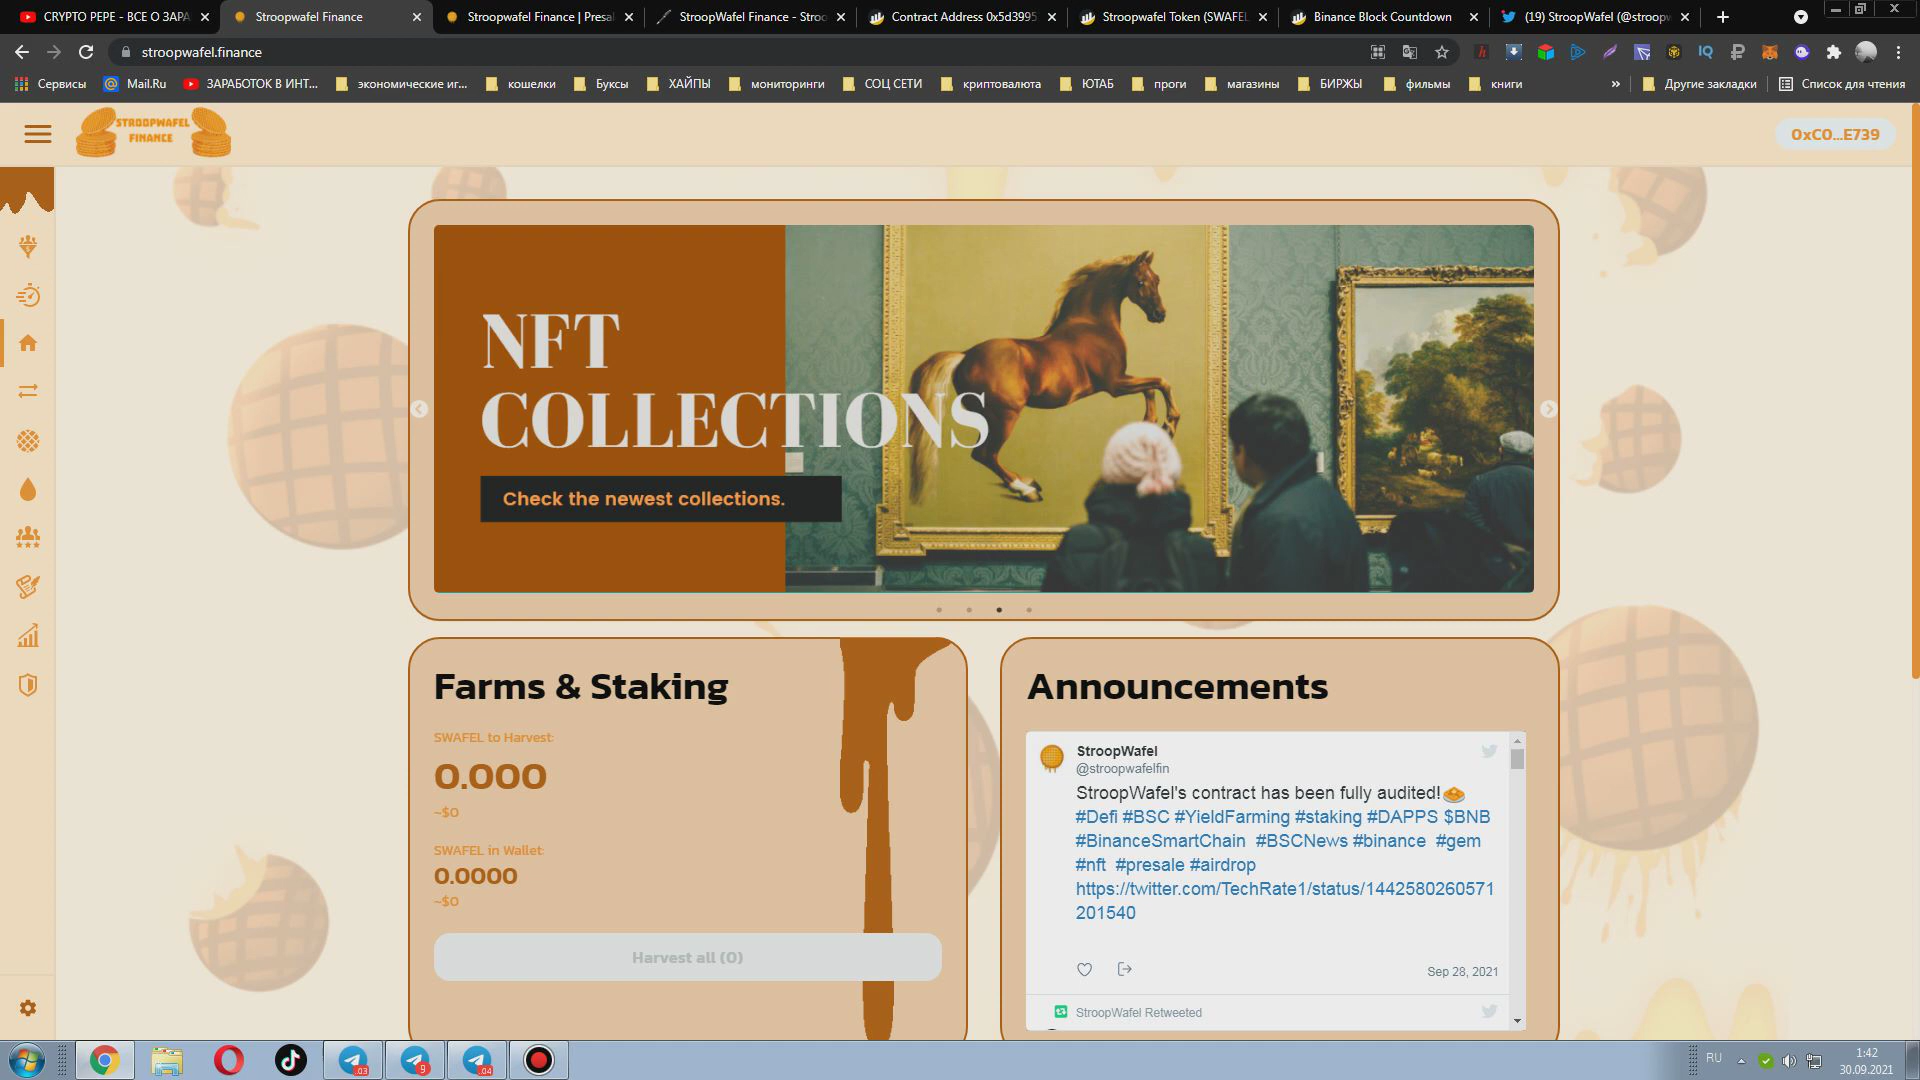 CRYPTO PEPE - ВСЕ О ЗАРА
Stroopwafel Finance
Stroopwafel Finance | Presa
StroopWafel Finance - Stroo
Contract Address 0x5d3995
Stroopwafel Token (SWAFEL
Binance Block Countdown
(19) StroopWafel (@stroopw
stroopwafel.finance
Сервисы
Mail.Ru
ЗАРАБОТОК В ИНТ...
экономические иг...
кошелки
Буксы
ХАЙПЫ
мониторинги
СОЦ СЕТИ
криптовалюта
ЮТАБ
проги
магазины
БИРЖЫ
фильмы
книги
»
Другие закладки
Список для чтения
STROOPWAFEL
FINANCE
0xC0...E739
NFT
COLLECTIONS
Check the newest collections.
Farms & Staking
SWAFEL to Harvest:
0.000
~$0
SWAFEL in Wallet:
0.0000
~$0
Harvest all (0)
Announcements
StroopWafel
@stroopwafelfin
StroopWafel's contract has been fully audited!
#Defi #BSC #YieldFarming #staking #DAPPS $BNB
#BinanceSmartChain #BSCNews #binance #gem
#nft #presale #airdrop
https://twitter.com/TechRate1/status/1442580260571
201540
Sep 28, 2021
StroopWafel Retweeted
..03
9
..04
RU
1:42
30.09.2021